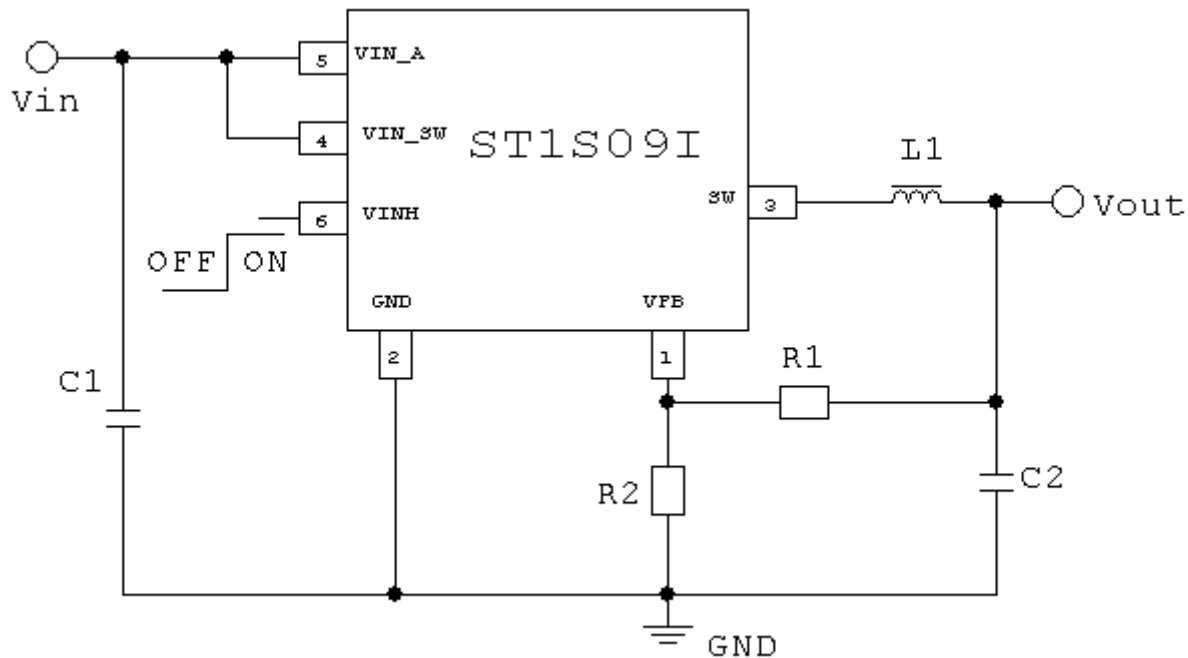 Vin
5
VIN_A
4
VIN_SW
ST1S09I
6
VINH
OFF
ON
SW
3
L1
Vout
GND
VFB
2
1
C1
R1
R2
C2
GND